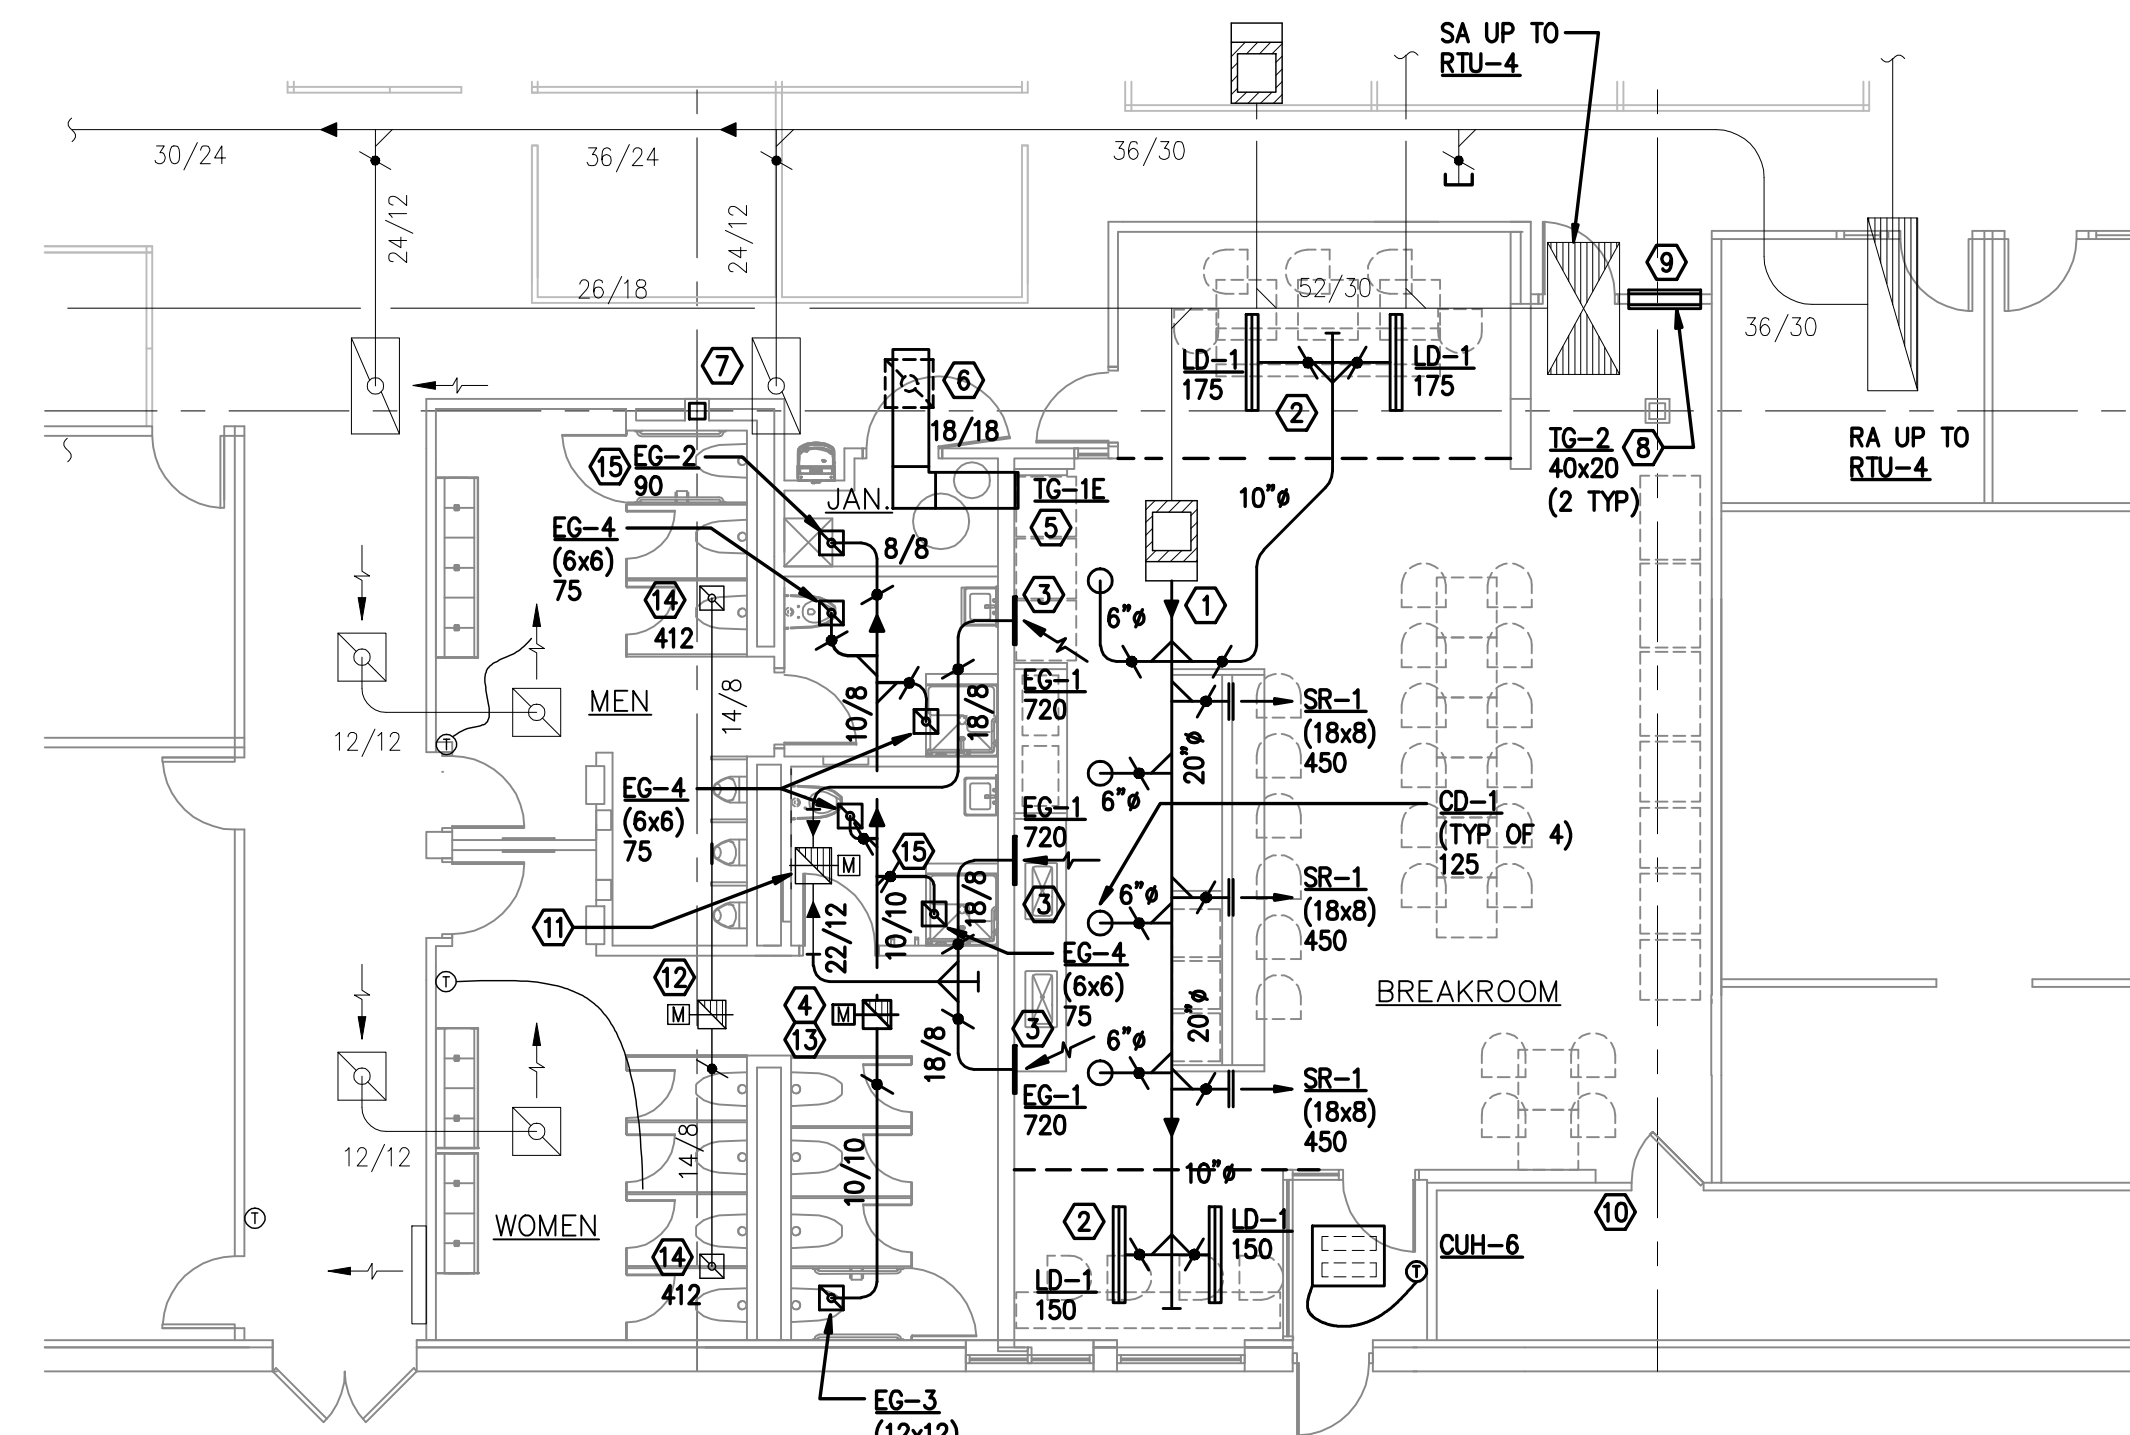 SA UP TO
RTU-4
30/24
36/24
36/30
24/12
24/12
26/18
52/30
9
36/30
7
6
LD-1
175
LD-1
175
2
18/18
TG-2
40x20
(2 TYP)
8
RA UP TO
RTU-4
15
EG-2
90
JAN.
TG-1E
5
10"ø
EG-4
(6x6)
75
8/8
14
412
3
6"ø
1
MEN
14/8
10/8
18/8
EG-1
720
SR-1
(18x8)
450
12/12
T
20"ø
6"ø
EG-4
(6x6)
75
EG-1
720
CD-1
(TYP OF 4)
125
M
15
11
22/12
10/10
18/8
3
6"ø
SR-1
(18x8)
450
EG-4
(6x6)
75
T
12
M
4
13
M
BREAKROOM
20"ø
3
6"ø
18/8
EG-1
720
SR-1
(18x8)
450
12/12
14/8
10/10
10"ø
T
WOMEN
2
LD-1
150
10
14
412
LD-1
150
CUH-6
T
EG-3
(12x12)